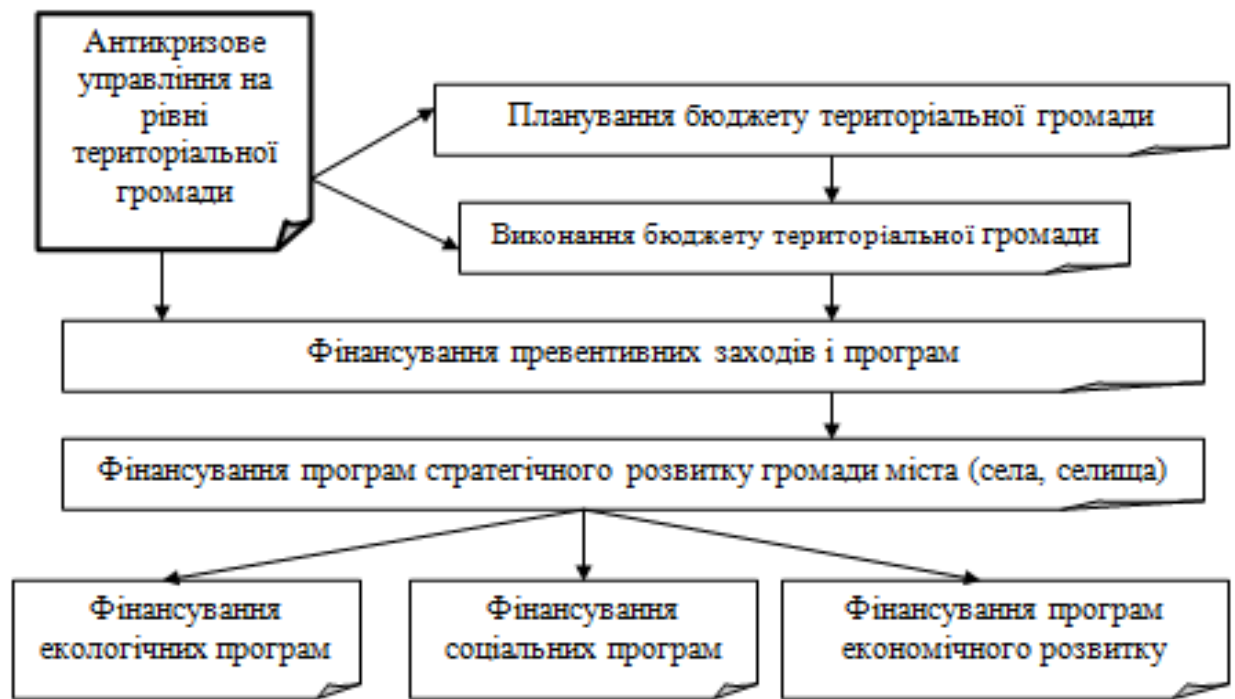 Антикризове
управління на
рівні
територіальної
громади
Планування бюджету територіальної громади
Виконання бюджету територіальної громади
Фінансування превентивних заходів і програм
Фінансування програм стратегічного розвитку громади міста (села, селища)
Фінансування
екологічних програм
Фінансування
соціальних програм
Фінансування програм
економічного розвитку